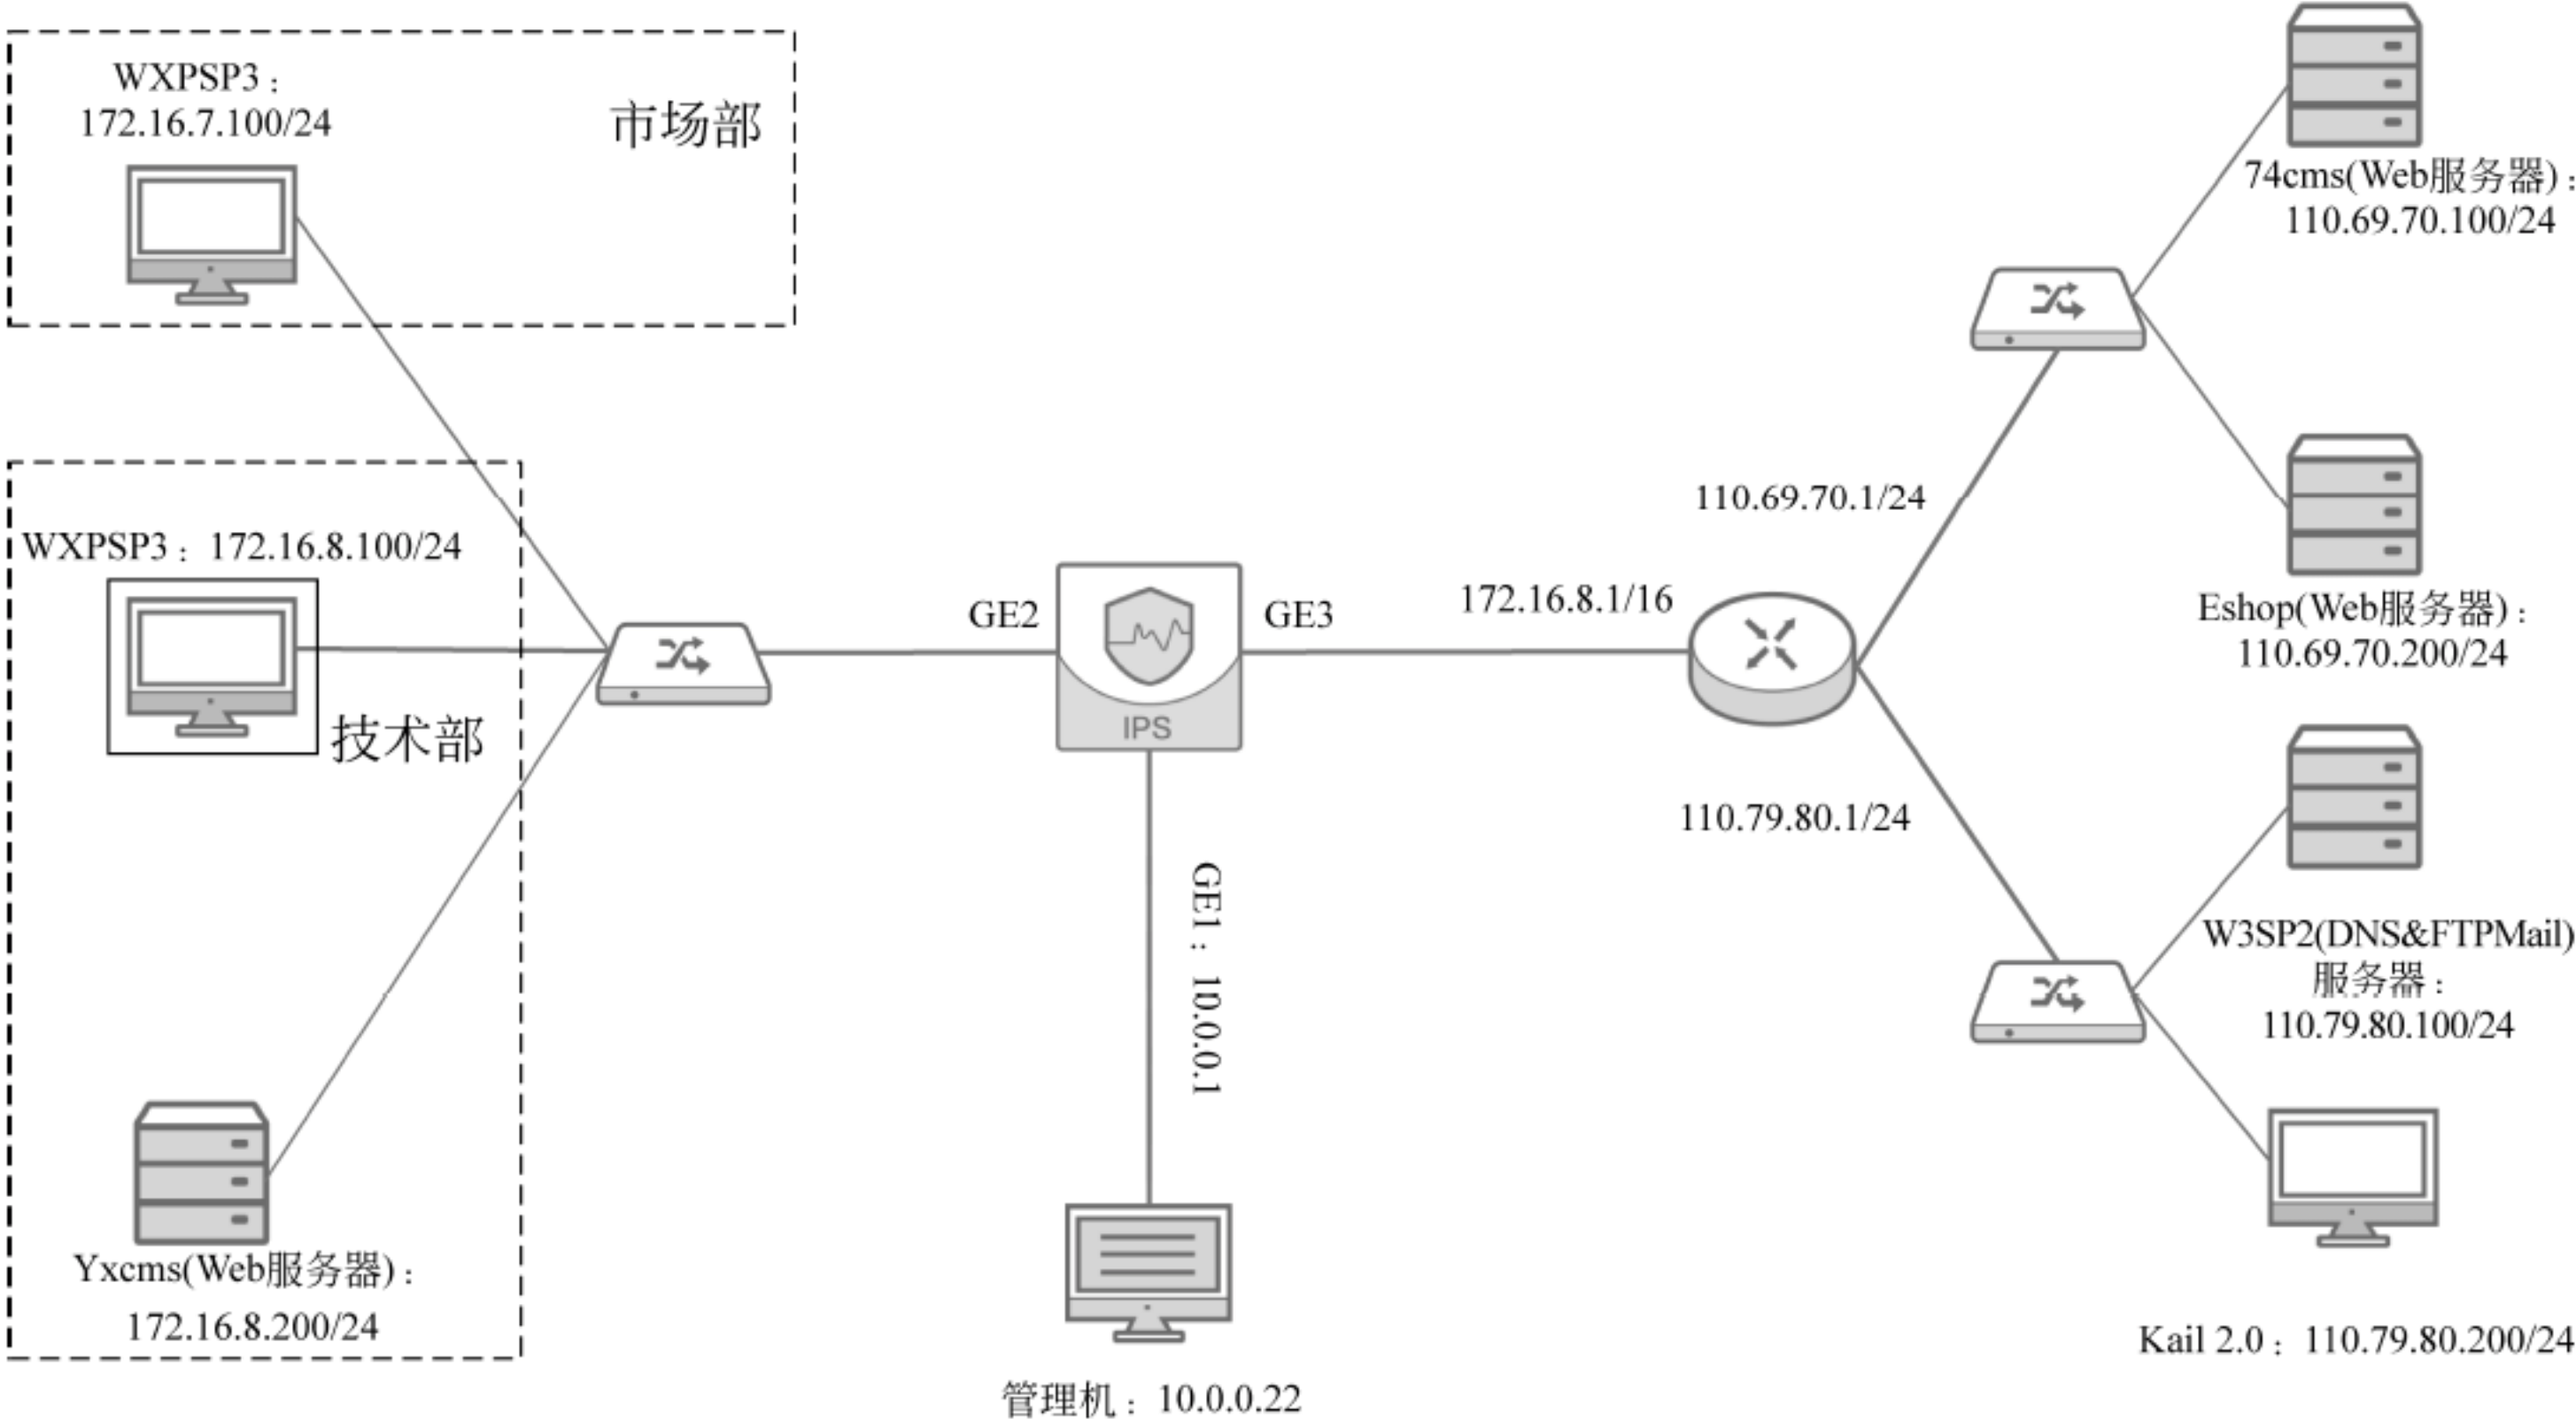 WXPSP3：
172.16.7.100/24
市场部
WXPSP3：172.16.8.100/24
技术部
Yxcms(Web服务器)：
172.16.8.200/24
GE2
IPS
GE3
GE1：10.0.0.1
管理机：10.0.0.22
172.16.8.1/16
110.69.70.1/24
110.79.80.1/24
74cms(Web服务器)：
110.69.70.100/24
Eshop(Web服务器)：
110.69.70.200/24
W3SP2(DNS&FTPMail)
服务器：
110.79.80.100/24
Kail 2.0：110.79.80.200/24